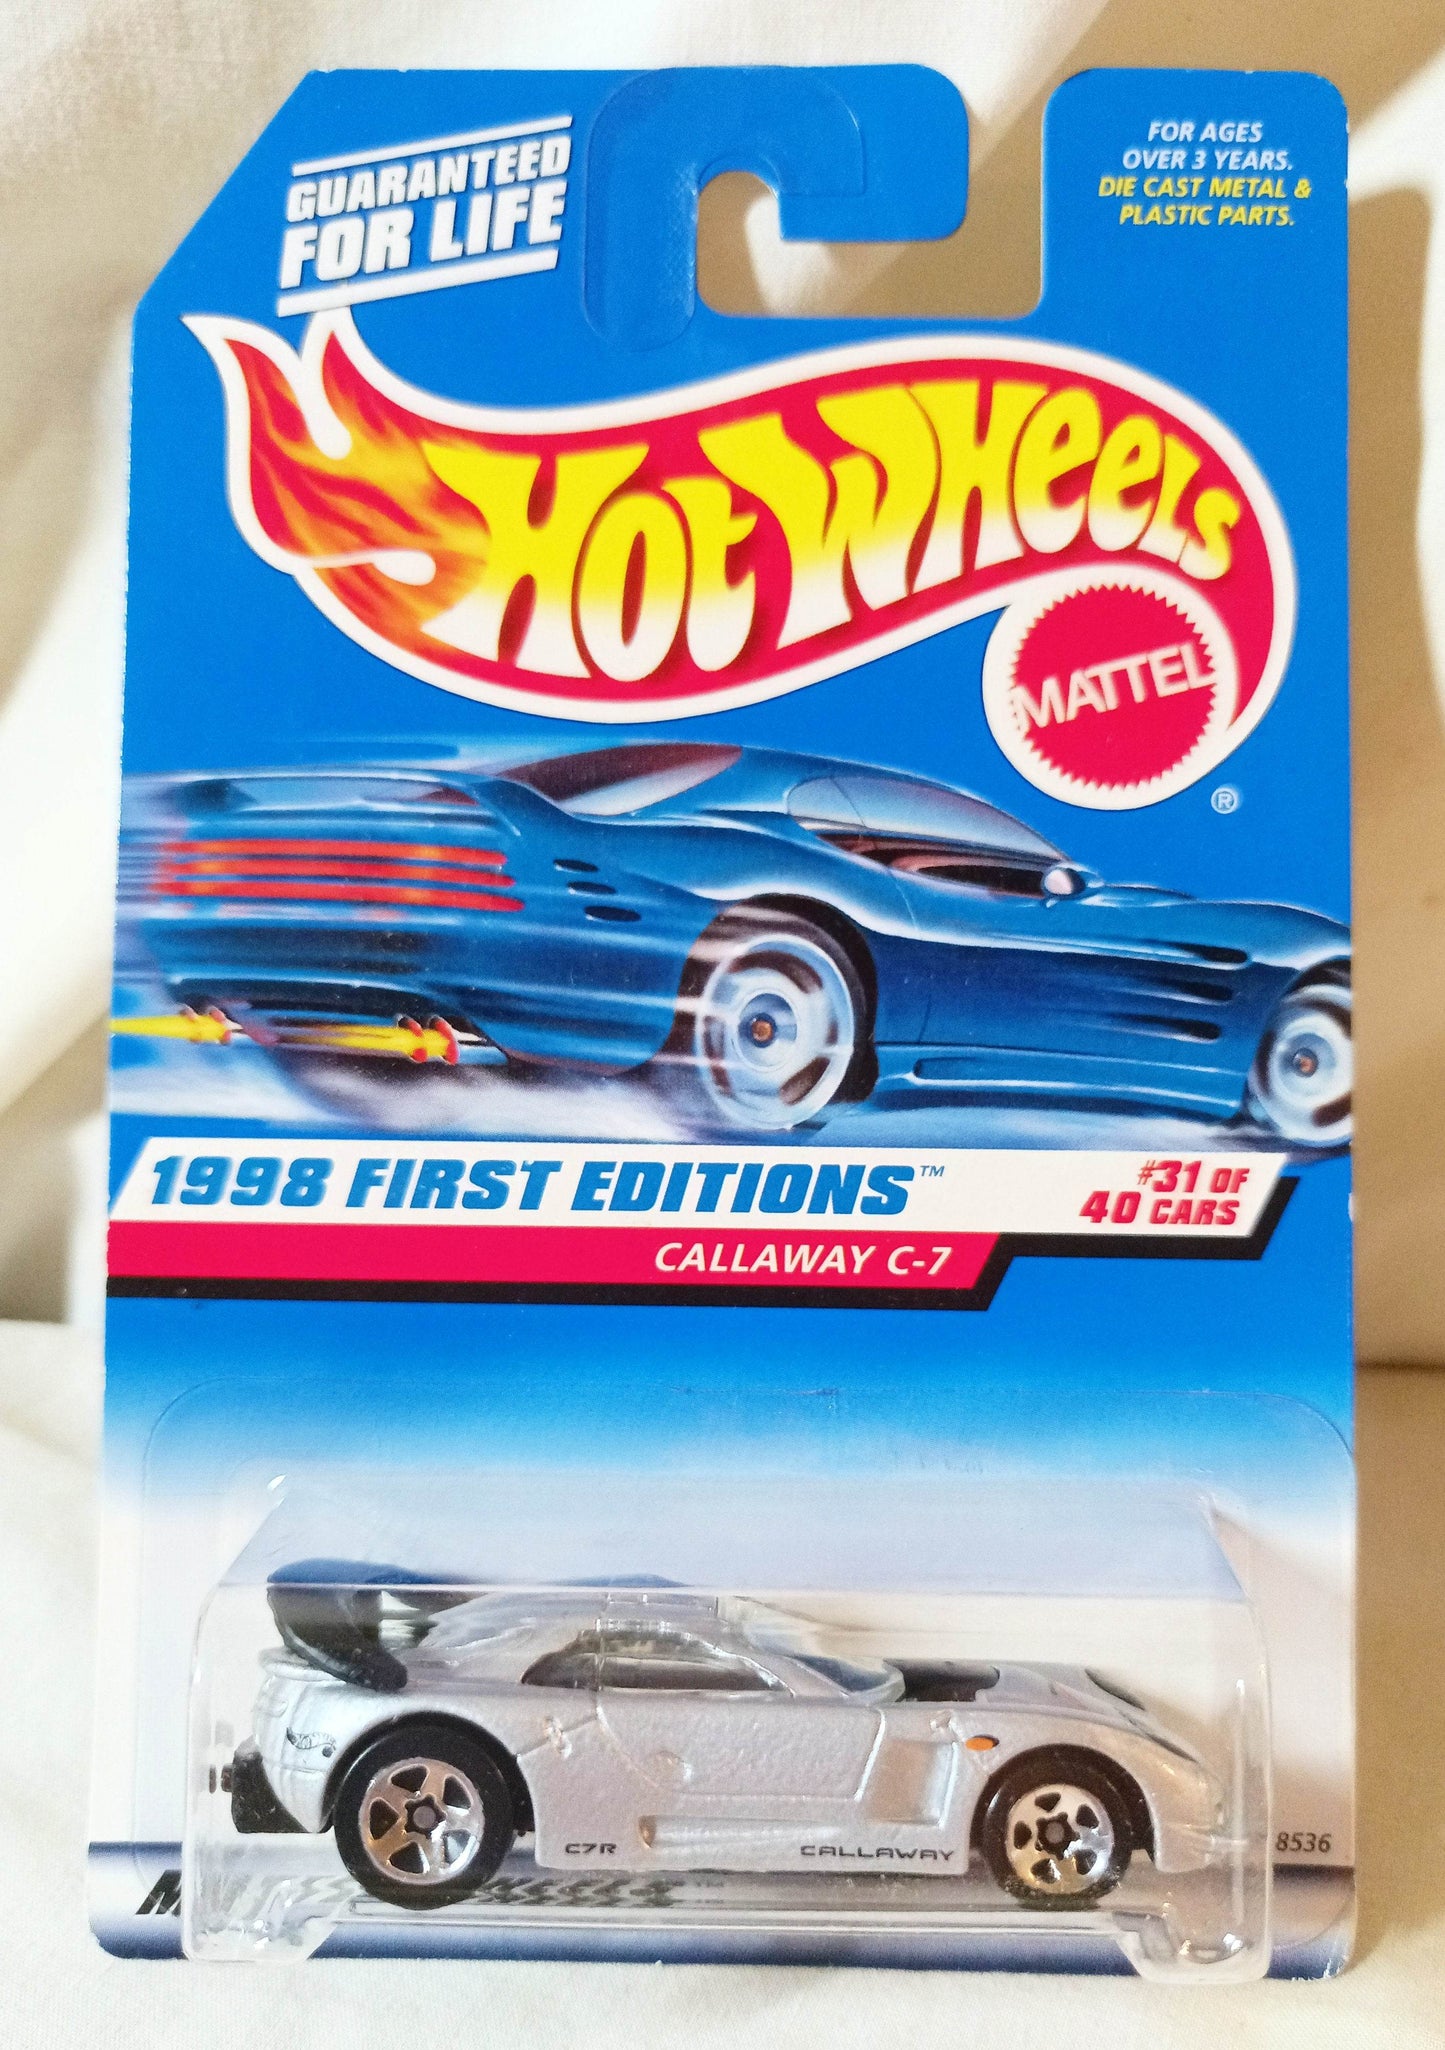 GUARANTEED
FOR LIFE
FOR AGES
OVER 3 YEARS.
DIE CAST METAL &
PLASTIC PARTS.
HOT WHEELS
MATTEL
®
1998 FIRST EDITIONS™
#31 OF
40 CARS
CALLAWAY C-7
C7R
CALLAWAY
8536